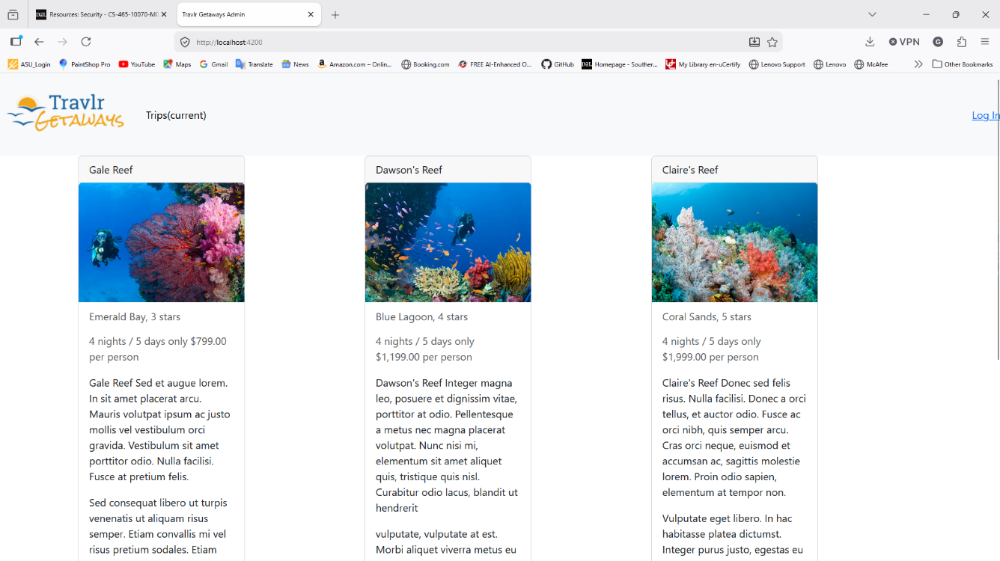 Resources: Security - CS-465-10070-M
Travlr Getaways Admin
http://localhost:4200
VPN
G
ASU_Login
PaintShop Pro
YouTube
Maps
Gmail
Translate
News
Amazon.com – Onlin...
Booking.com
FREE AI-Enhanced O...
GitHub
Homepage - Souther...
My Library en-uCertify
Lenovo Support
Lenovo
McAfee
Other Bookmarks
Travlr
Getaways
Trips(current)
Log In
Gale Reef
Emerald Bay, 3 stars
4 nights / 5 days only $799.00
per person
Gale Reef Sed et augue lorem.
In sit amet placerat arcu.
Mauris volutpat ipsum ac justo
mollis vel vestibulum orci
gravida. Vestibulum sit amet
porttitor odio. Nulla facilisi.
Fusce at pretium felis.
Sed consequat libero ut turpis
venenatis ut aliquam risus
semper. Etiam convallis mi vel
risus pretium sodales. Etiam
Dawson's Reef
Blue Lagoon, 4 stars
4 nights / 5 days only
$1,199.00 per person
Dawson's Reef Integer magna
leo, posuere et dignissim vitae,
porttitor at odio. Pellentesque
a metus nec magna placerat
volutpat. Nunc nisi mi,
elementum sit amet aliquet
quis, tristique quis nisl.
Curabitur odio lacus, blandit ut
hendrerit
vulputate, vulputate at est.
Morbi aliquet viverra metus eu
Claire's Reef
Coral Sands, 5 stars
4 nights / 5 days only
$1,999.00 per person
Claire's Reef Donec sed felis
risus. Nulla facilisi. Donec a orci
tellus, et auctor odio. Fusce ac
orci nibh, quis semper arcu.
Cras orci neque, euismod et
accumsan ac, sagittis molestie
lorem. Proin odio sapien,
elementum at tempor non.
Vulputate eget libero. In hac
habitasse platea dictumst.
Integer purus justo, egestas eu